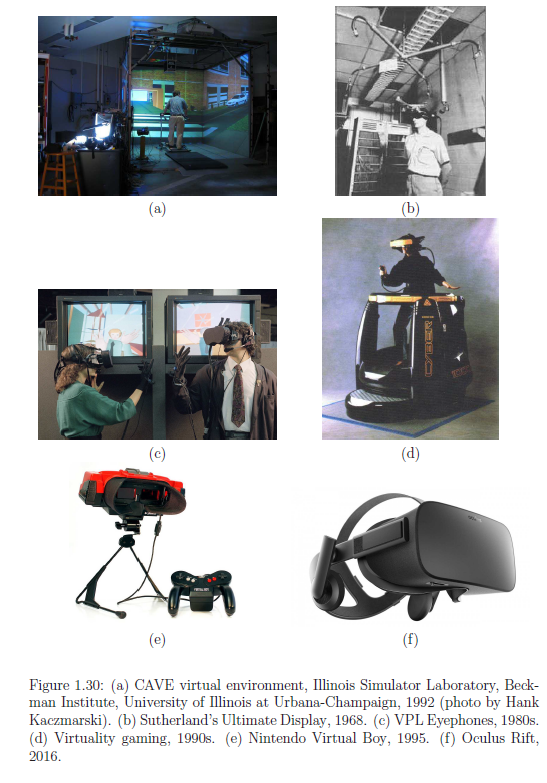 (a)
(b)
(c)
(d)
(e)
(f)
Figure 1.30: (a) CAVE virtual environment, Illinois Simulator Laboratory, Beck-
man Institute, University of Illinois at Urbana-Champaign, 1992 (photo by Hank
Kaczmarski). (b) Sutherland's Ultimate Display, 1968. (c) VPL Eyephones, 1980s.
(d) Virtuality gaming, 1990s. (e) Nintendo Virtual Boy, 1995. (f) Oculus Rift,
2016.